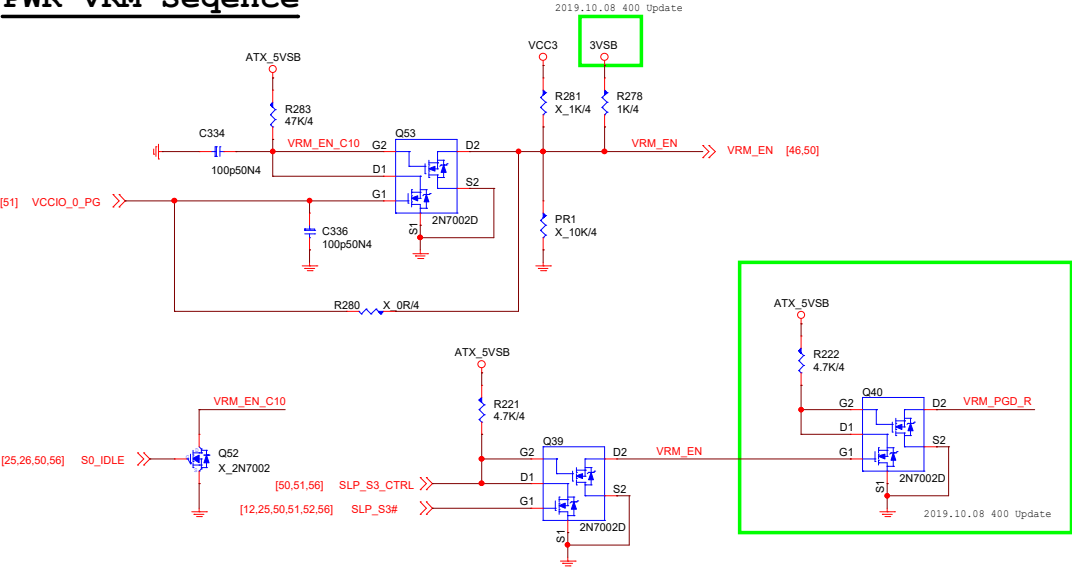 PWR VRM Seqence
2019.10.08 400 Update
ATX_5VSB
VCC3
3VSB
R283
47K/4
R281
X_1K/4
R278
1K/4
C334
100p50N4
VRM_EN_C10
G2
Q53
D2
VRM_EN
VRM_EN [46,50]
D1
S2
[51] VCCIO_0_PG
G1
S1
2N7002D
C336
100p50N4
PR1
X_10K/4
R280
X_0R/4
ATX_5VSB
R222
4.7K/4
ATX_5VSB
R221
4.7K/4
VRM_EN_C10
Q40
G2
D2
VRM_PGD_R
D1
S2
G1
S1
2N7002D
2019.10.08 400 Update
[25,26,50,56] S0_IDLE
Q52
X_2N7002
Q39
G2
D2
VRM_EN
[50,51,56] SLP_S3_CTRL
D1
S2
[12,25,50,51,52,56] SLP_S3#
G1
S1
2N7002D